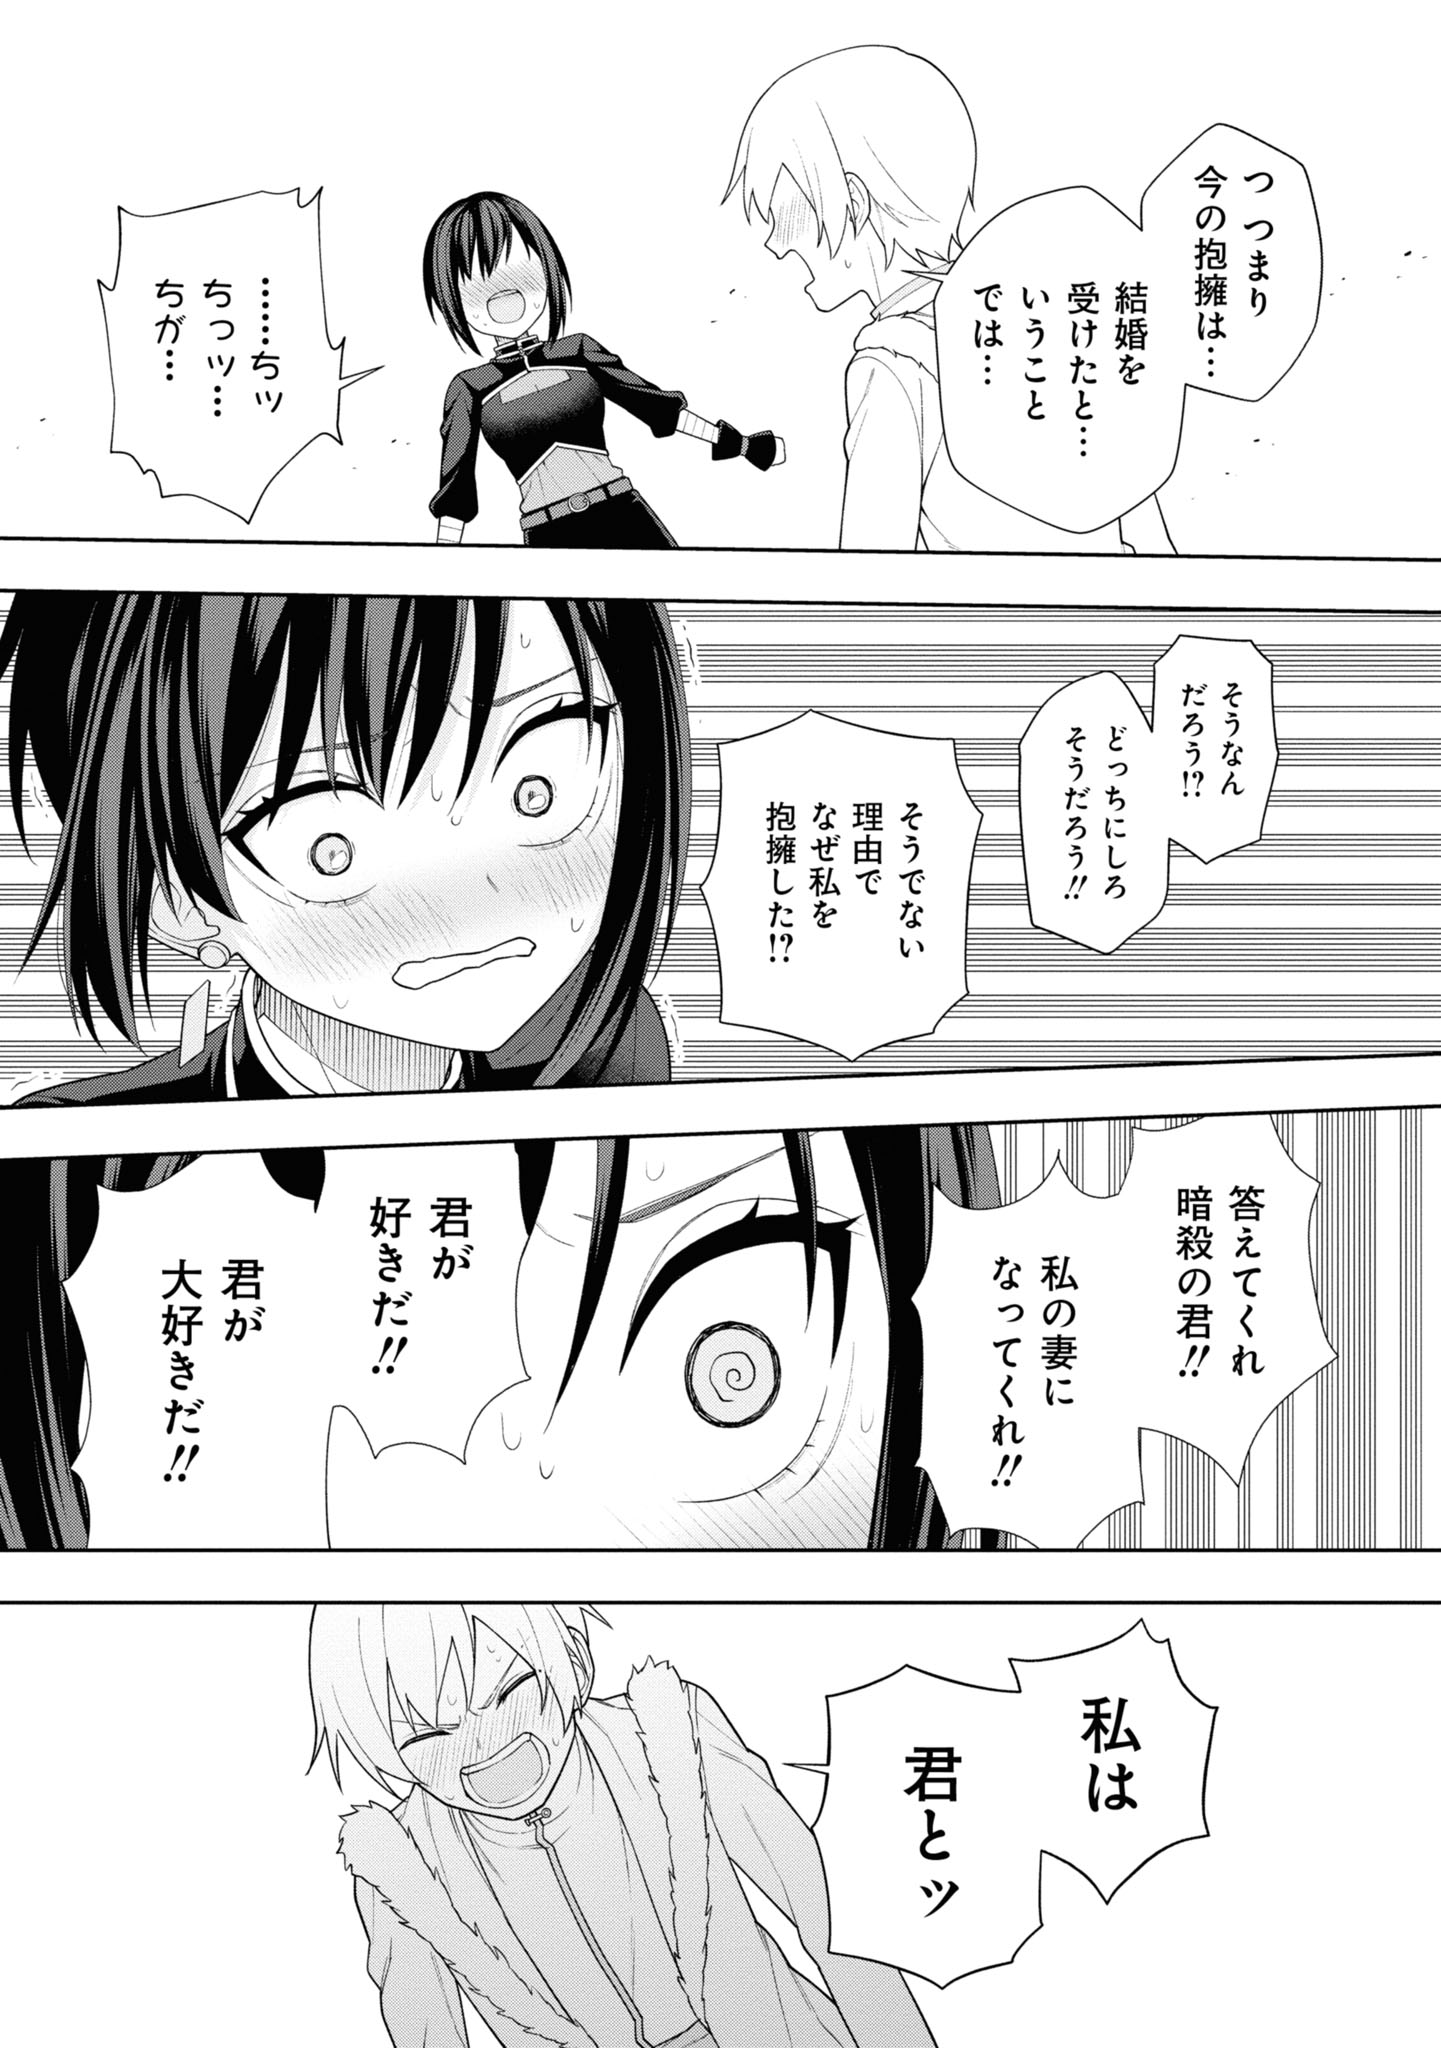 つ つまり
今の抱擁は…
結婚を
受けたと…
いうこと
では…
……ちッ
ちっッ…
ちが…
そうなん
だろう!?
どっちにしろ
そうだろう!!
そうでない
理由で
なぜ私を
抱擁した!?
答えてくれ
暗殺の君!!
私の妻に
なってくれ!!
君が
好きだ!!
君が
大好きだ!!
私は
君とッ